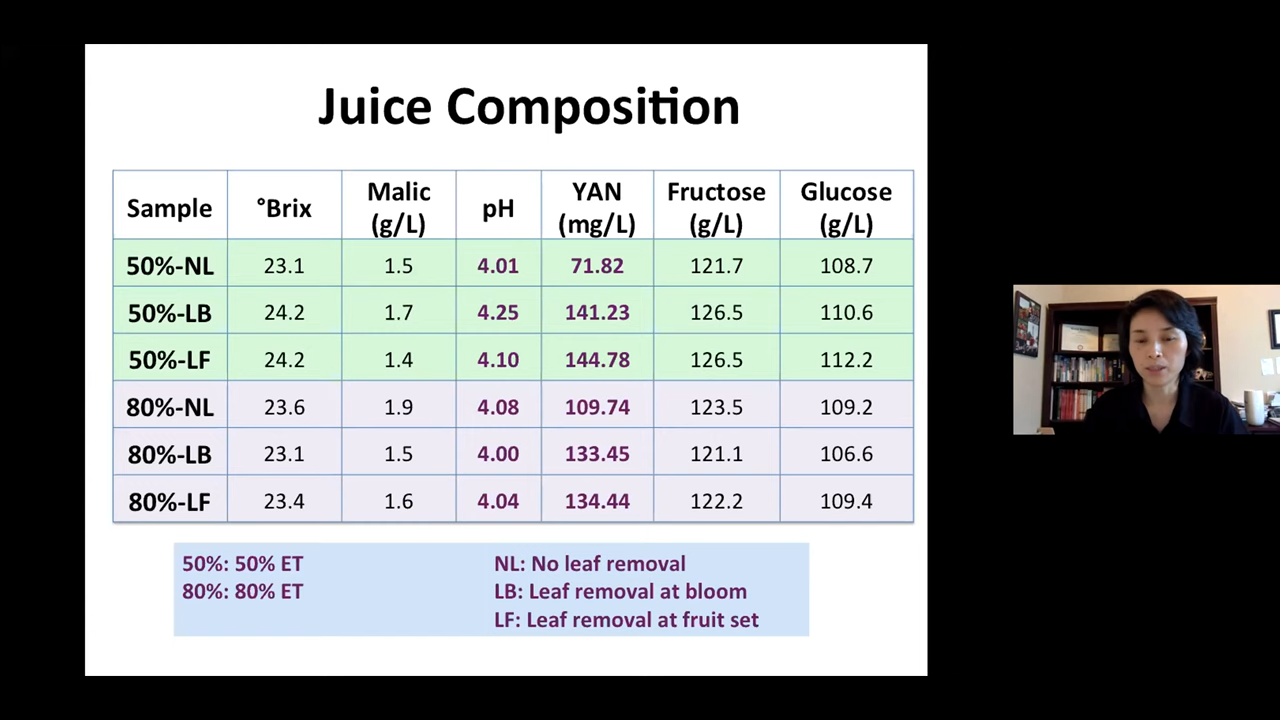 Juice Composition
Sample °Brix Malic (g/L) pH YAN (mg/L) Fructose (g/L) Glucose (g/L)
50%-NL 23.1 1.5 4.01 71.82 121.7 108.7
50%-LB 24.2 1.7 4.25 141.23 126.5 110.6
50%-LF 24.2 1.4 4.10 144.78 126.5 112.2
80%-NL 23.6 1.9 4.08 109.74 123.5 109.2
80%-LB 23.1 1.5 4.00 133.45 121.1 106.6
80%-LF 23.4 1.6 4.04 134.44 122.2 109.4
50%: 50% ET
80%: 80% ET
NL: No leaf removal
LB: Leaf removal at bloom
LF: Leaf removal at fruit set